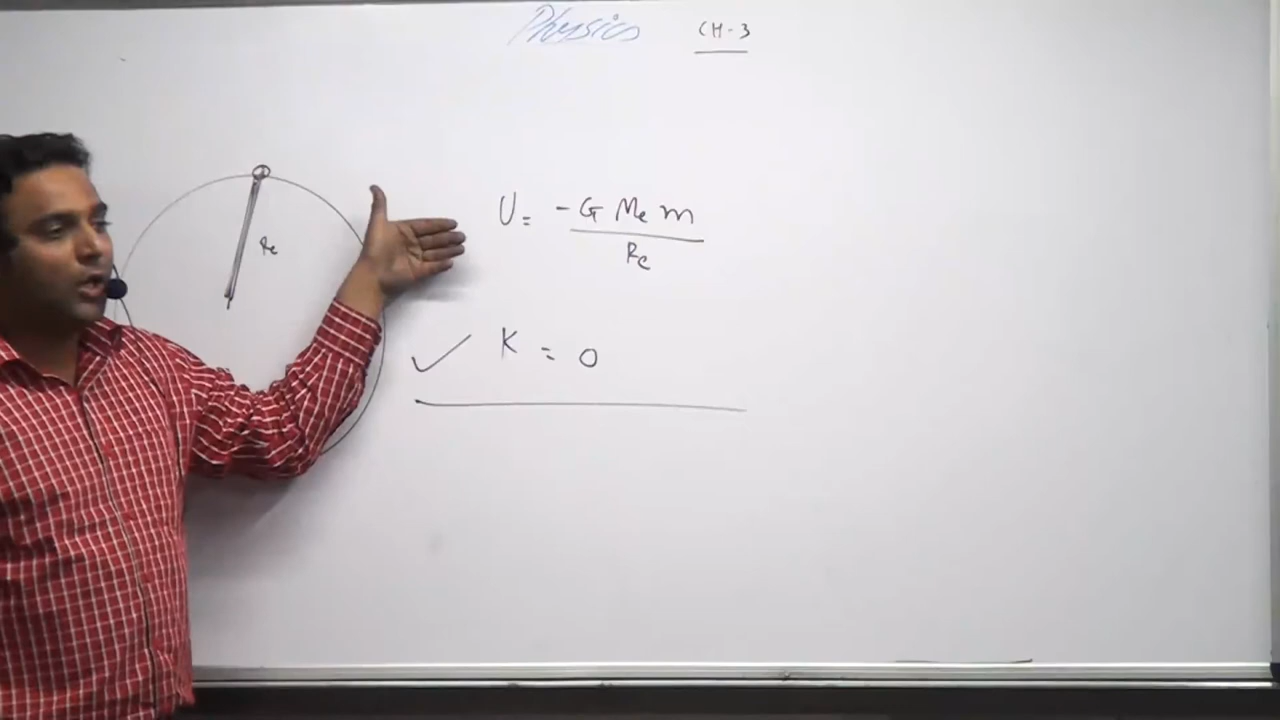 Physics CH-3
U = -G Me m
Re
Re
K = 0